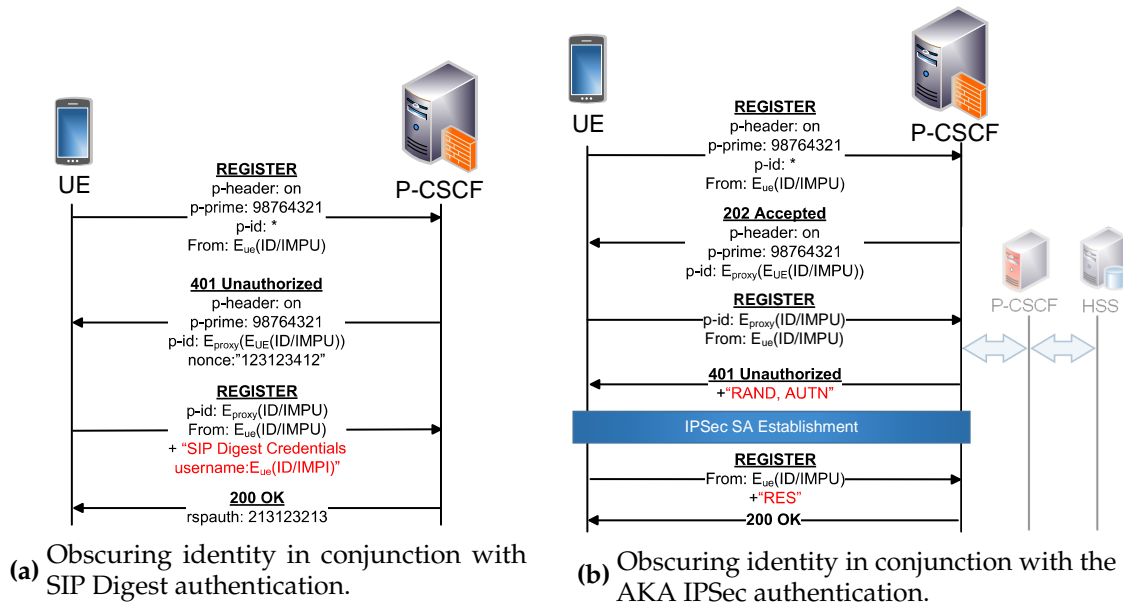 UE
P-CSCF
REGISTER
p-header: on
p-prime: 98764321
p-id: *
From: Eue(ID/IMPU)
401 Unauthorized
p-header: on
p-prime: 98764321
p-id: Eproxy(EUE(ID/IMPU))
nonce:"123123412"
REGISTER
p-id: Eproxy(ID/IMPU)
From: Eue(ID/IMPU)
+ "SIP Digest Credentials
username:Eue(ID/IMPI)"
200 OK
rspauth: 213123213
(a) Obscuring identity in conjunction with
SIP Digest authentication.
UE
P-CSCF
REGISTER
p-header: on
p-prime: 98764321
p-id: *
From: Eue(ID/IMPU)
202 Accepted
p-header: on
p-prime: 98764321
p-id: Eproxy(EUE(ID/IMPU))
P-CSCF
HSS
REGISTER
p-id: Eproxy(ID/IMPU)
From: Eue(ID/IMPU)
401 Unauthorized
+"RAND, AUTN"
IPSec SA Establishment
REGISTER
From: Eue(ID/IMPU)
+"RES"
200 OK
(b) Obscuring identity in conjunction with the
AKA IPSec authentication.